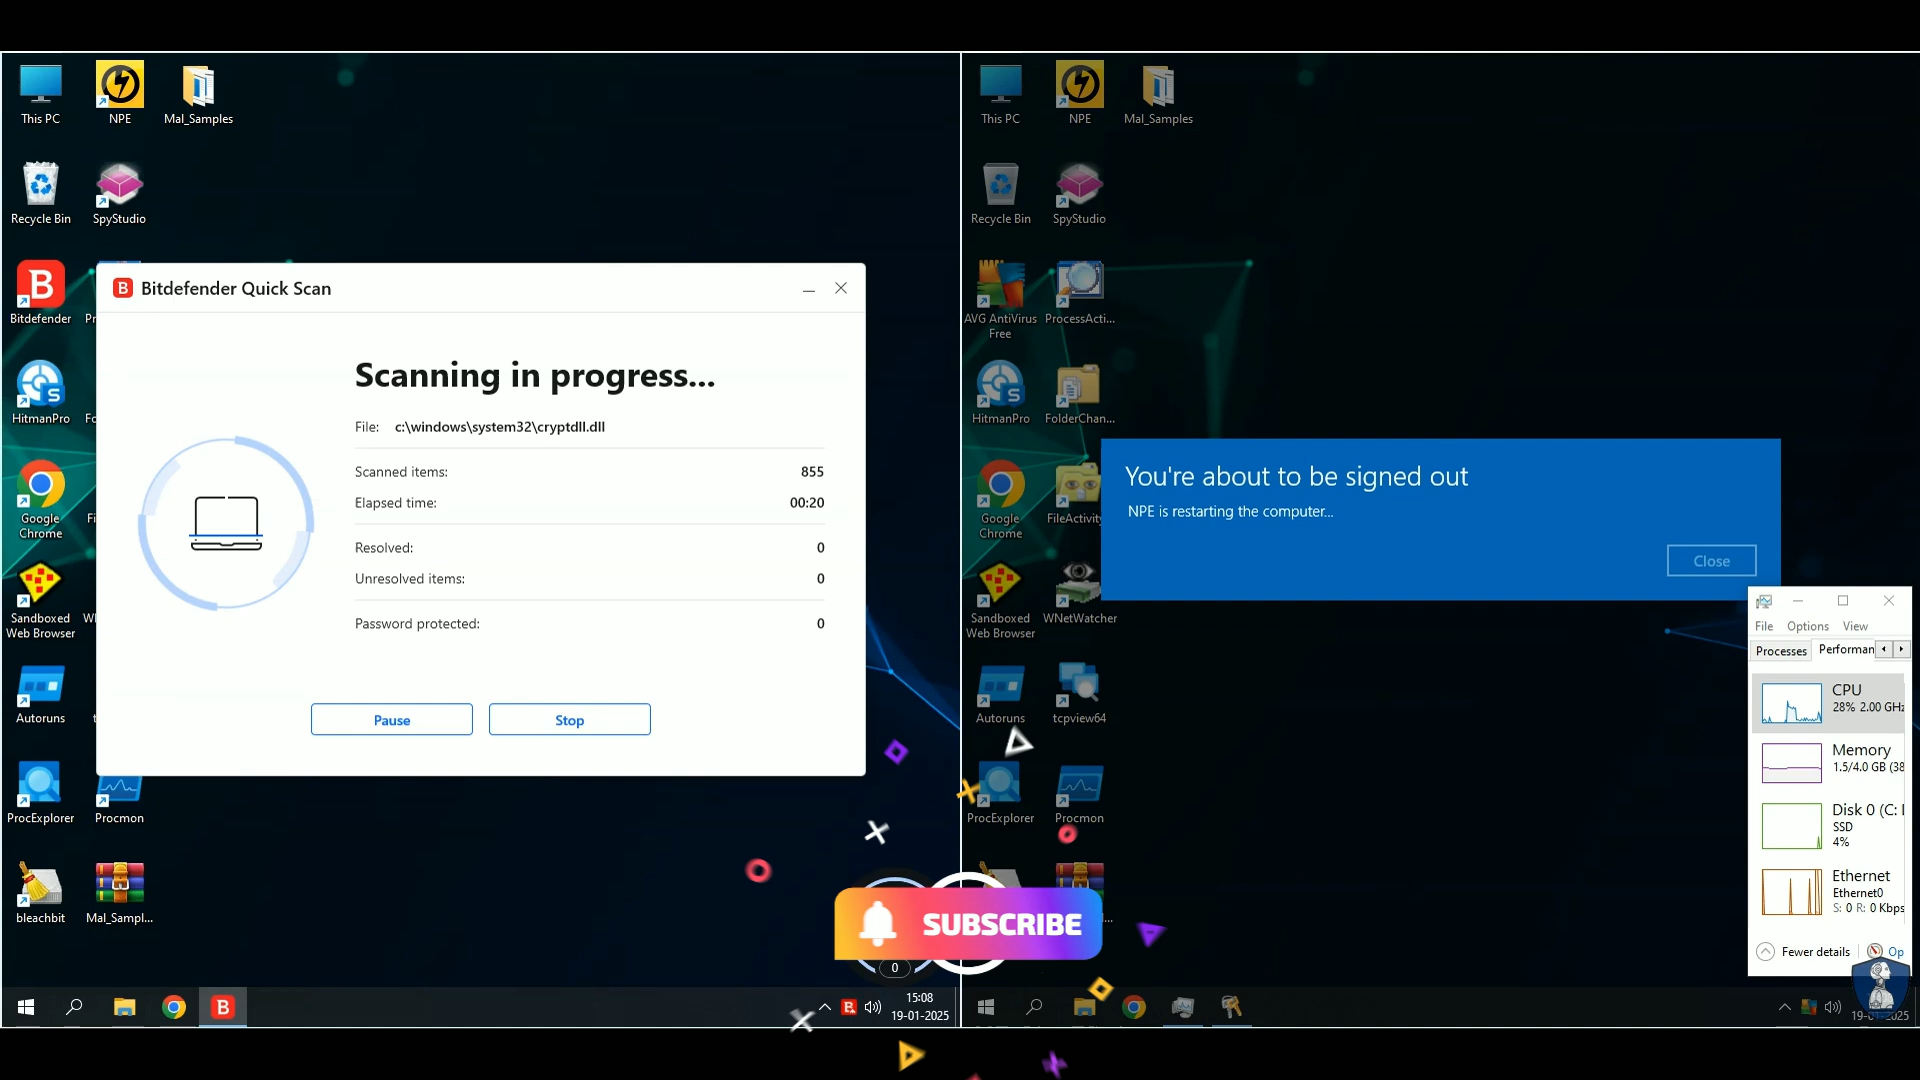 This PC
NPE
Mal_Samples
Recycle Bin
SpyStudio
Bitdefender
HitmanPro
Google
Chrome
Sandboxed
Web Browser
Autoruns
ProcExplorer
Procmon
bleachbit
Mal_Sampl...
Bitdefender Quick Scan
Scanning in progress...
File: c:\windows\system32\cryptdll.dll
Scanned items: 855
Elapsed time: 00:20
Resolved: 0
Unresolved items: 0
Password protected: 0
Pause
Stop
15:08
19-01-2025
This PC
NPE
Mal_Samples
Recycle Bin
SpyStudio
AVG AntiVirus
Free
ProcessActi...
HitmanPro
FolderChan...
Google
Chrome
FileActivity
Sandboxed
Web Browser
WNetWatcher
Autoruns
tcpview64
ProcExplorer
Procmon
You're about to be signed out
NPE is restarting the computer...
Close
File Options View
Processes
Performan
CPU
28% 2.00 GHz
Memory
1.5/4.0 GB (38
Disk 0 (C:
SSD
4%
Ethernet
Ethernet0
S: 0 R: 0 Kbps
Fewer details
Op
SUBSCRIBE
0